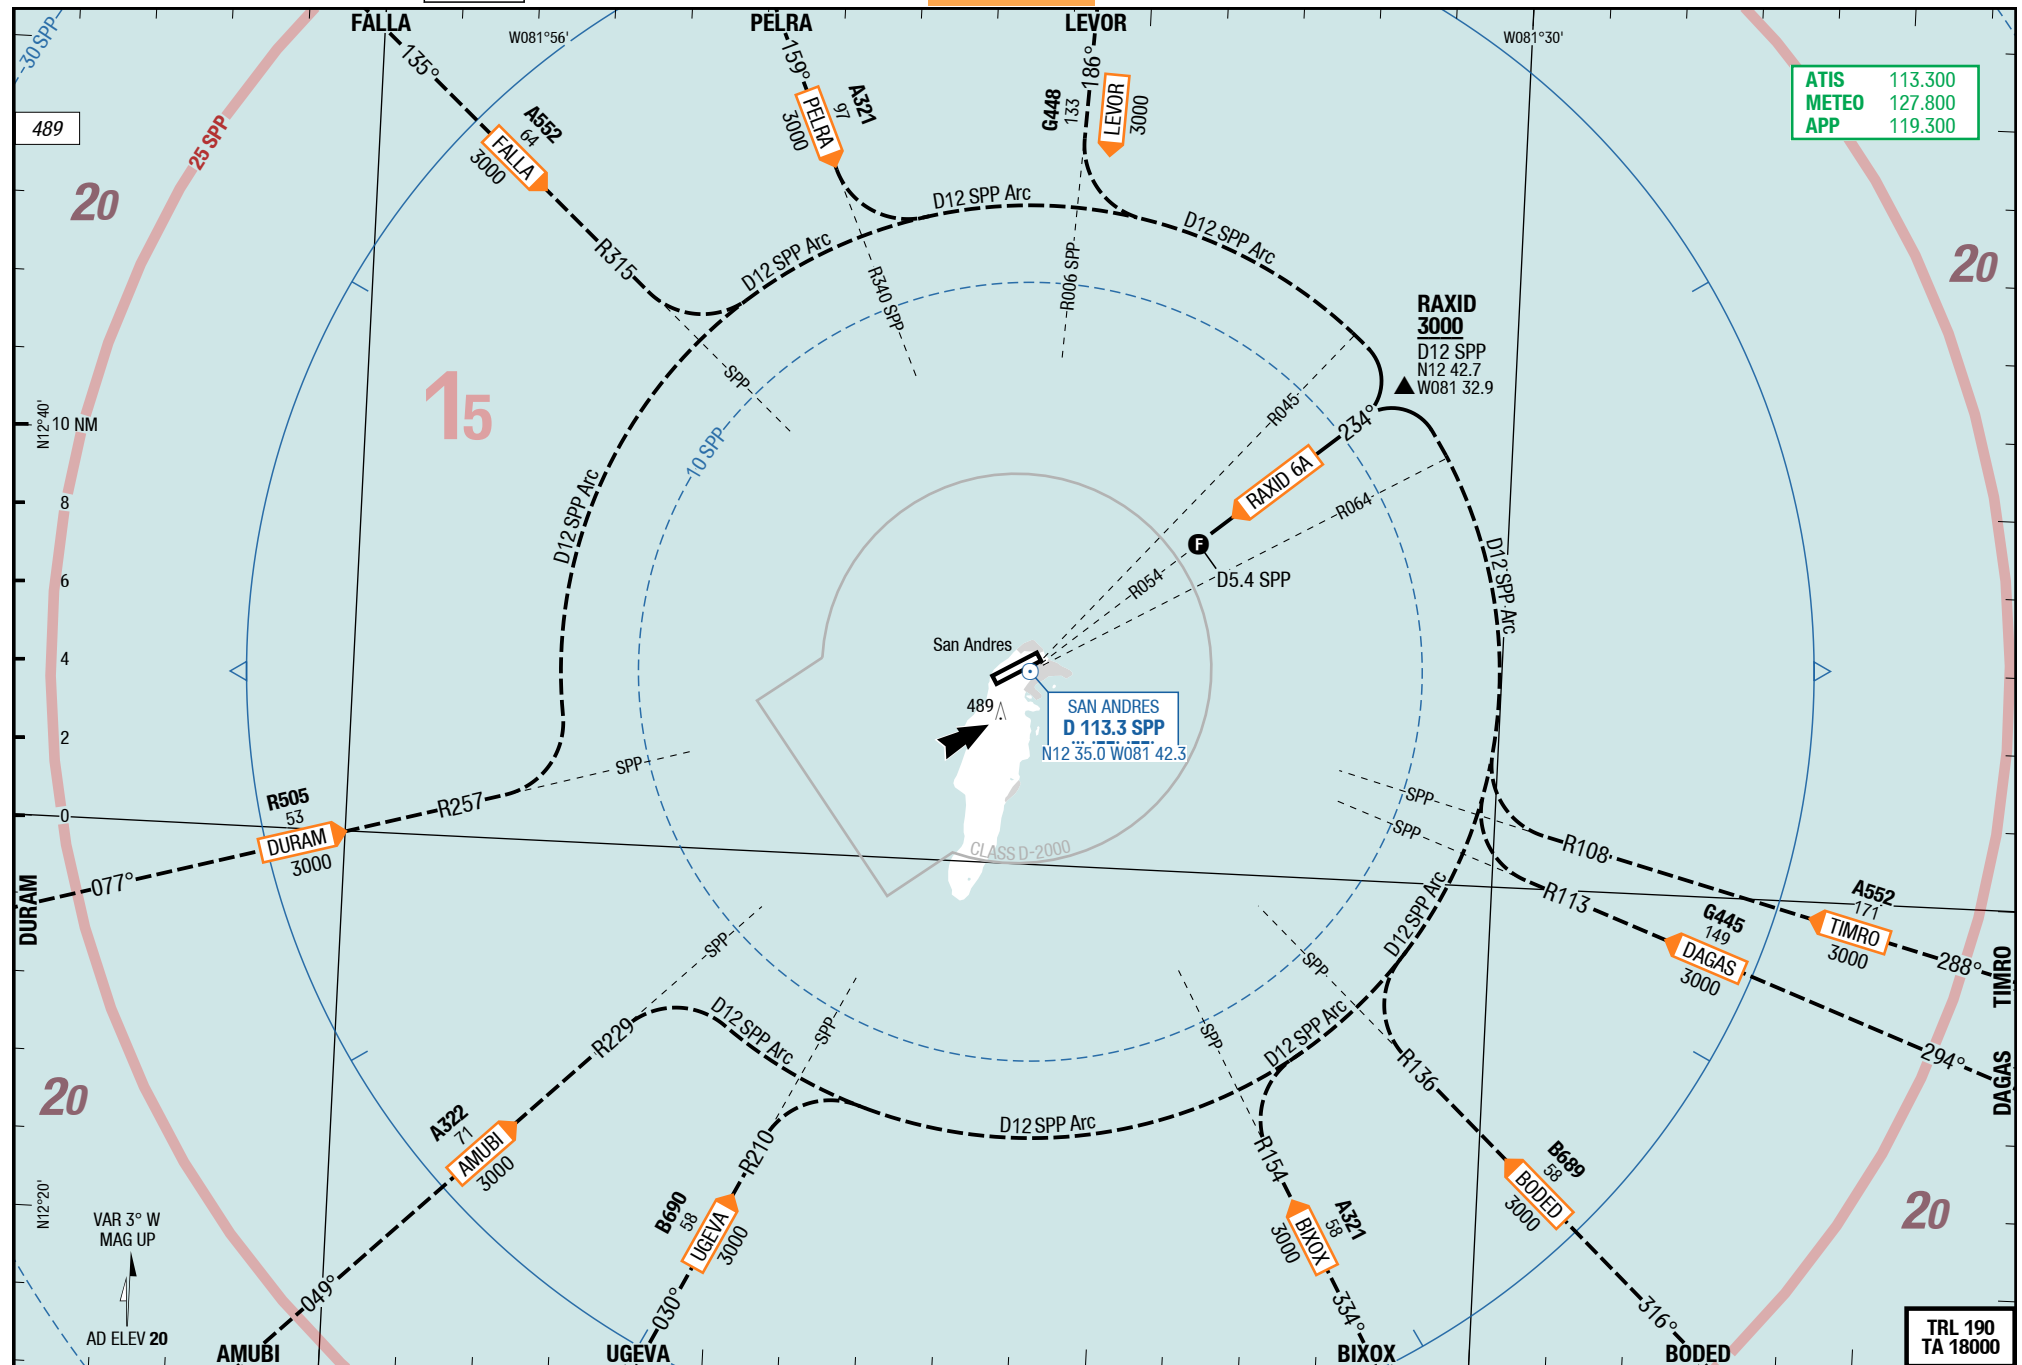 FALLA
PELRA
LEVOR
W081°56'
W081°30'
30 SPP
135°
159°
186°
ATIS 113.300
METEO 127.800
APP 119.300
489
25 SPP
A552
64
FALLA
3000
A321
97
PELRA
3000
G448
133
LEVOR
3000
20
20
D12 SPP Arc
D12 SPP Arc
D12 SPP Arc
R315
R340 SPP
R006 SPP
RAXID
3000
D12 SPP
N12 42.7
W081 32.9
SPP
15
R045
234°
N12°40'
10 NM
8
6
4
2
0
10 SPP
RAXID 6A
R064
D12 SPP Arc
D12 SPP Arc
F
D5.4 SPP
R054
San Andres
489
SAN ANDRES
D 113.3 SPP
N12 35.0 W081 42.3
SPP
R257
R505
53
DURAM
3000
077°
DURAM
CLASS D-2000
SPP
SPP
R108
R113
A552
171
TIMRO
3000
G445
149
DAGAS
3000
288°
TIMRO
294°
DAGAS
D12 SPP Arc
SPP
SPP
D12 SPP Arc
R229
SPP
SPP
D12 SPP Arc
D12 SPP Arc
R136
20
A322
71
AMUBI
3000
R210
R154
B690
58
UGEVA
3000
A321
58
BIXOX
3000
B689
58
BODED
3000
20
N12°20'
VAR 3° W
MAG UP
AD ELEV 20
049°
030°
334°
316°
AMUBI
UGEVA
BIXOX
BODED
TRL 190
TA 18000